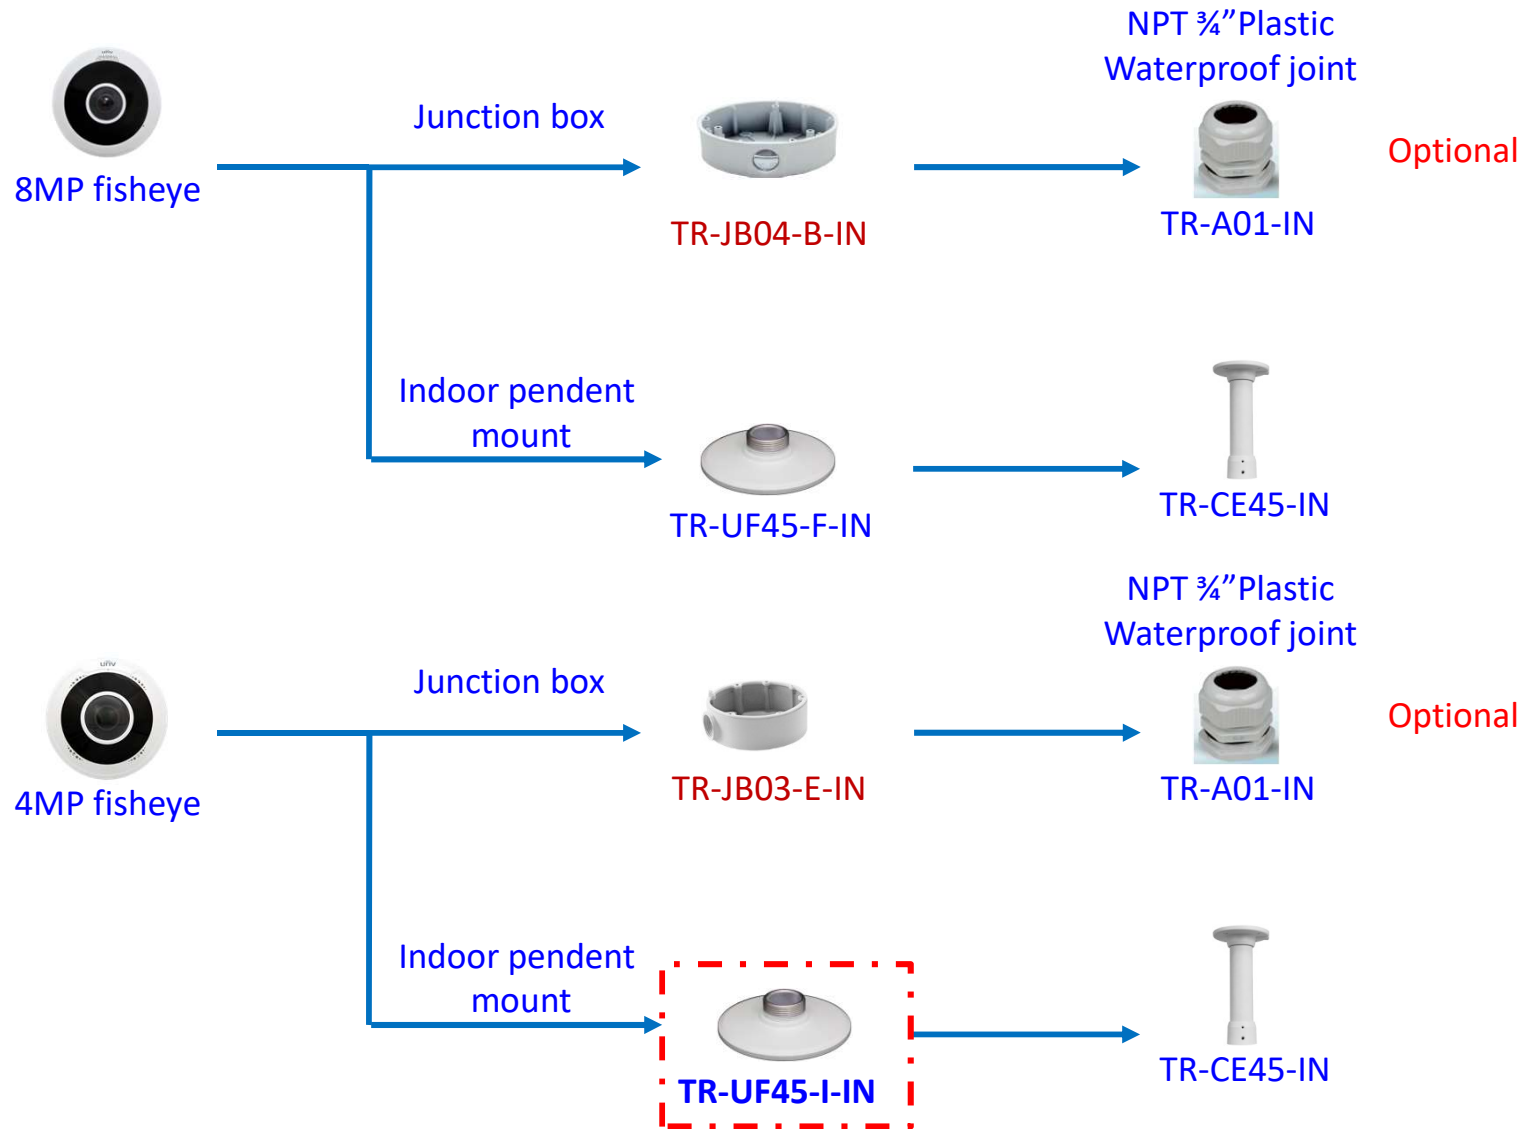 NPT ¾”Plastic
Waterproof joint
Junction box
Optional
8MP fisheye
TR-JB04-B-IN
TR-A01-IN
Indoor pendent
mount
TR-UF45-F-IN
TR-CE45-IN
NPT ¾”Plastic
Waterproof joint
unv
Junction box
Optional
4MP fisheye
TR-JB03-E-IN
TR-A01-IN
Indoor pendent
mount
TR-UF45-I-IN
TR-CE45-IN